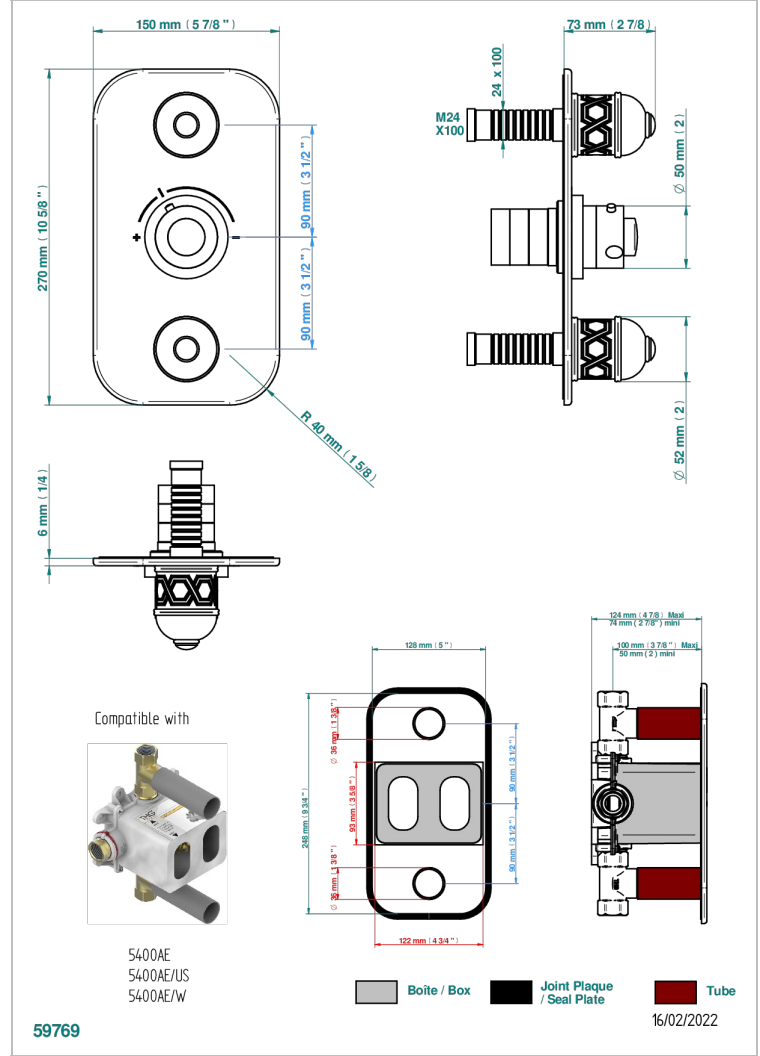 150 mm ( 5 7/8 " )
73 mm ( 2 7/8)
270 mm ( 10 5/8 " )
90 mm ( 3 1/2 " )
90 mm ( 3 1/2 " )
+
-
R 40 mm ( 1 5/8)
24 x 100
M24
X100
Ø 50 mm ( 2 )
Ø 52 mm ( 2 )
6 mm ( 1/4 )
124 mm ( 4 7/8 ) Maxi
74 mm ( 2 7/8" ) mini
100 mm ( 3 7/8 " ) Maxi
50 mm ( 2 ) mini
128 mm ( 5 " )
Ø 36 mm ( 1 3/8 " )
90 mm ( 3 1/2 " )
248 mm ( 9 3/4 " )
93 mm ( 3 5/8 " )
90 mm ( 3 1/2 " )
Ø 36 mm ( 1 3/8 " )
122 mm ( 4 3/4 " )
Compatible with
THG
5400AE
5400AE/US
5400AE/W
Boîte / Box
Joint Plaque
/ Seal Plate
Tube
16/02/2022
59769